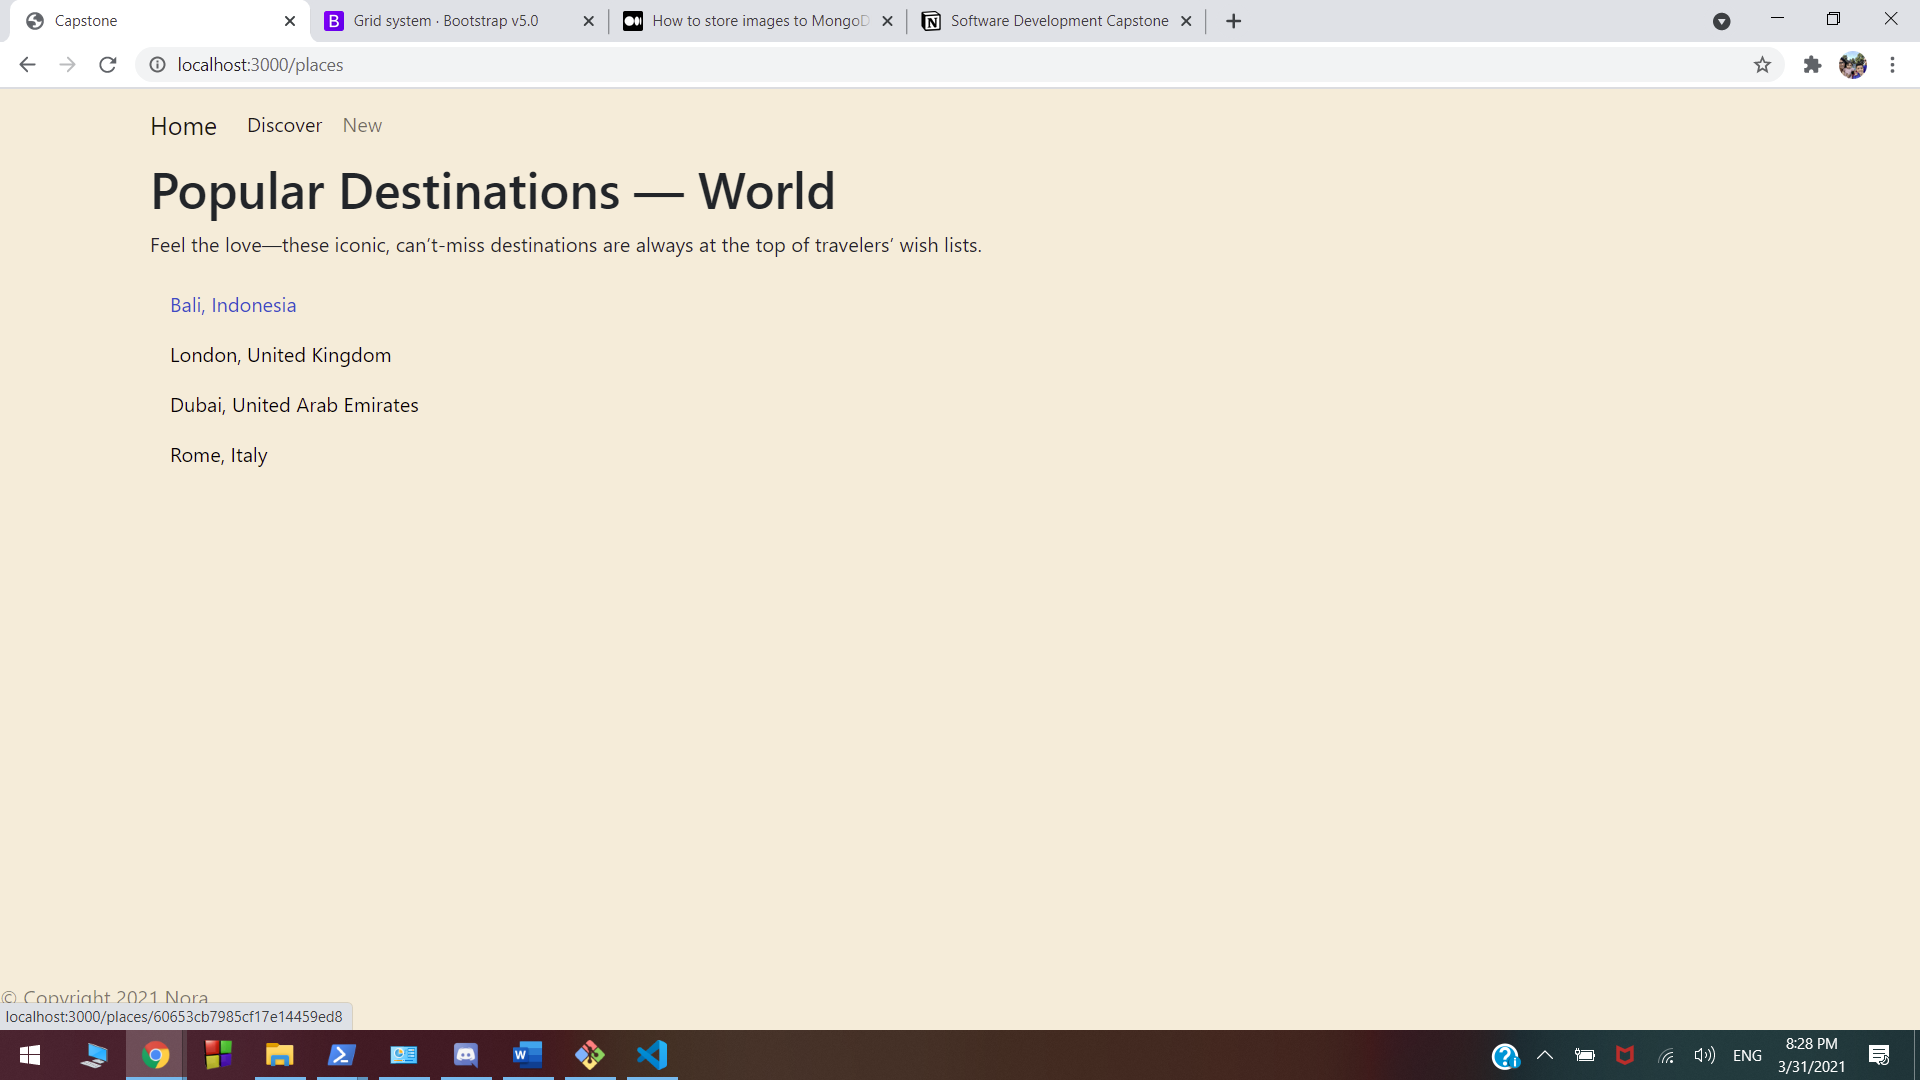 Capstone
Grid system · Bootstrap v5.0
How to store images to MongoD
Software Development Capstone
localhost:3000/places
Home Discover New
Popular Destinations — World
Feel the love—these iconic, can’t-miss destinations are always at the top of travelers’ wish lists.
Bali, Indonesia
London, United Kingdom
Dubai, United Arab Emirates
Rome, Italy
© Copyright 2021 Nora
localhost:3000/places/60653cb7985cf17e14459ed8
ENG
8:28 PM
3/31/2021